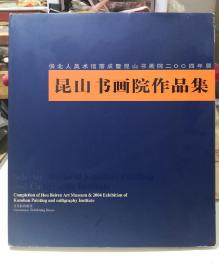 侯北人美术馆落成暨昆山书画院二〇〇四年展
昆山书画院作品集
Completion of Hou Beiren Art Museum & 2004 Exhibition of
Kunshan Painting and calligraphy Institute